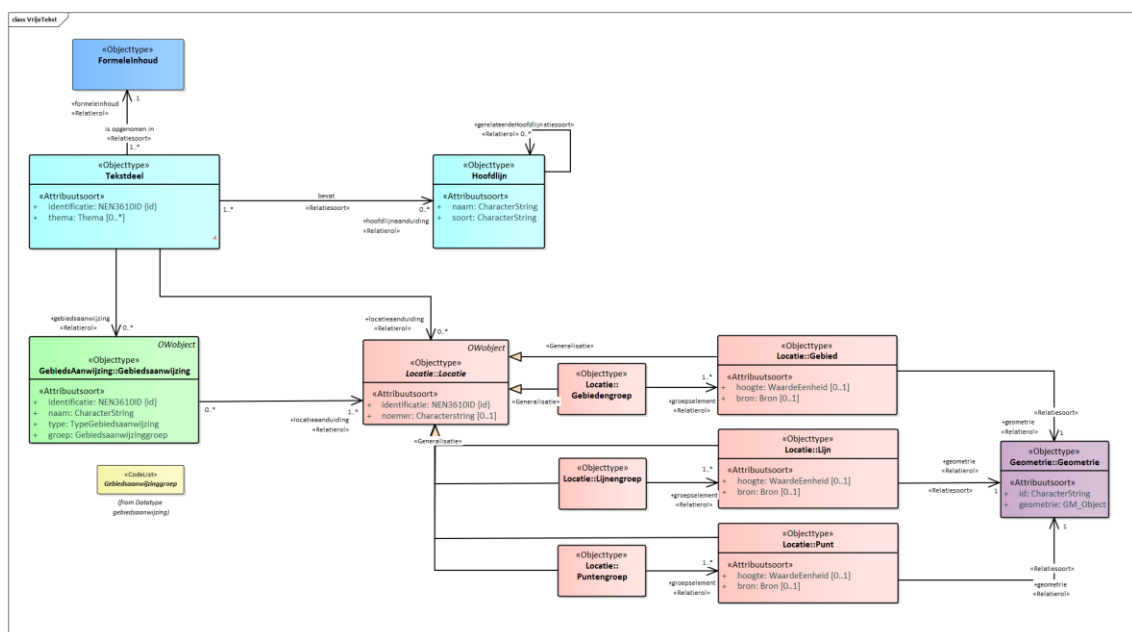 class VrijeTekst
«Objecttype»
FormeleInhoud
+formeleInhoud
«Relatierol»
1
is opgenomen in
«Relatiesoort»
1..*
«Objecttype»
Tekstdeel
«Attribuutsoort»
+ identificatie: NEN3610ID {id}
+ thema: Thema [0..*]
1..*
bevat
«Relatiesoort»
0..*
+hoofdlijnaanduiding
«Relatierol»
+gerelateerdeHoofdlijn
«Relatierol» 0..*
«Objecttype»
Hoofdlijn
«Attribuutsoort»
+ naam: CharacterString
+ soort: CharacterString
+gebiedsaanwijzing
«Relatierol»
0..*
+locatieaanduiding
«Relatierol»
0..*
OWobject
«Objecttype»
GebiedsAanwijzing::Gebiedsaanwijzing
«Attribuutsoort»
+ identificatie: NEN3610ID {id}
+ naam: CharacterString
+ type: TypeGebiedsaanwijzing
+ groep: Gebiedsaanwijzinggroep
0..*
+locatieaanduiding
«Relatierol»
1..*
OWobject
«Objecttype»
Locatie::Locatie
«Attribuutsoort»
+ identificatie: NEN3610ID {id}
+ noemer: Characterstring [0..1]
«Generalisatie»
«Generalisatie»
«Generalisatie»
«Objecttype»
Locatie::
Gebiedengroep
1..*
+groepselement
«Relatierol»
«Objecttype»
Locatie::Gebied
«Attribuutsoort»
+ hoogte: WaardeEenheid [0..1]
+ bron: Bron [0..1]
«Relatiesoort»
+geometrie
«Relatierol»
1
«CodeList»
Gebiedsaanwijzinggroep
(from Datatype
gebiedsaanwijzing)
«Objecttype»
Locatie::Lijnengroep
1..*
+groepselement
«Relatierol»
«Objecttype»
Locatie::Lijn
«Attribuutsoort»
+ hoogte: WaardeEenheid [0..1]
+ bron: Bron [0..1]
+geometrie
«Relatierol»
«Relatiesoort»
1
«Objecttype»
Geometrie::Geometrie
«Attribuutsoort»
+ id: CharacterString
+ geometrie: GM_Object
«Objecttype»
Locatie::
Puntengroep
1..*
+groepselement
«Relatierol»
«Objecttype»
Locatie::Punt
«Attribuutsoort»
+ hoogte: WaardeEenheid [0..1]
+ bron: Bron [0..1]
1
«Relatiesoort»
+geometrie
«Relatierol»